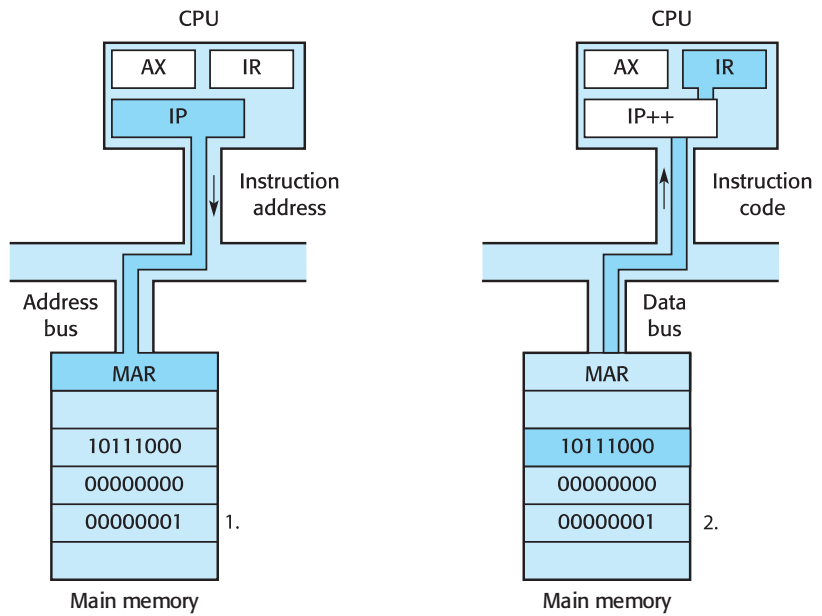 CPU
AX
IR
IP
Instruction
address
Address
bus
MAR
10111000
00000000
00000001
1.
Main memory
CPU
AX
IR
IP++
Instruction
code
Data
bus
MAR
10111000
00000000
00000001
2.
Main memory